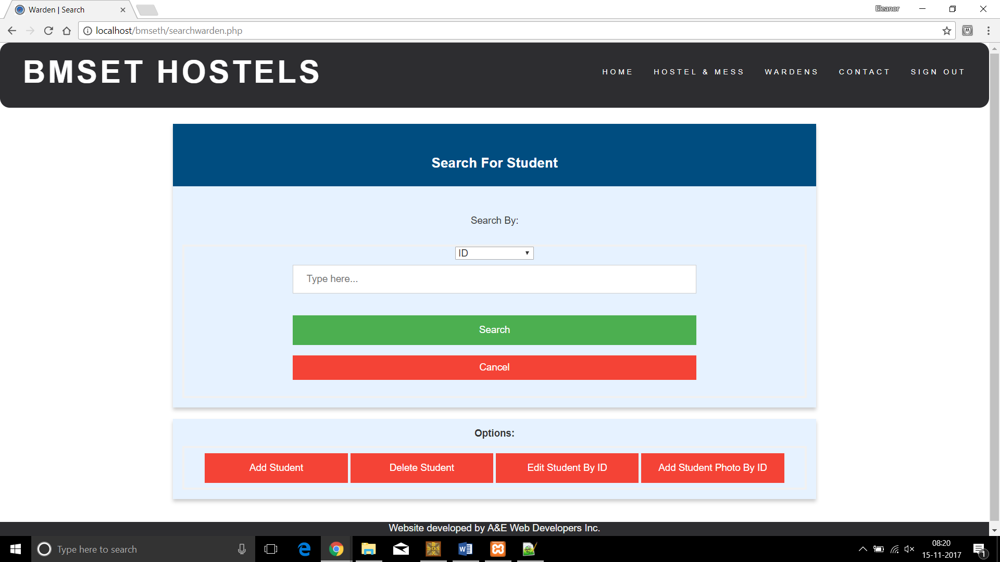 Warden | Search
Eleanor
localhost/bmseth/searchwarden.php
BMSET HOSTELS
HOME HOSTEL & MESS WARDENS CONTACT SIGN OUT
Search For Student
Search By:
ID
Type here...
Search
Cancel
Options:
Add Student Delete Student Edit Student By ID Add Student Photo By ID
Website developed by A&E Web Developers Inc.
Type here to search
08:20
15-11-2017
1